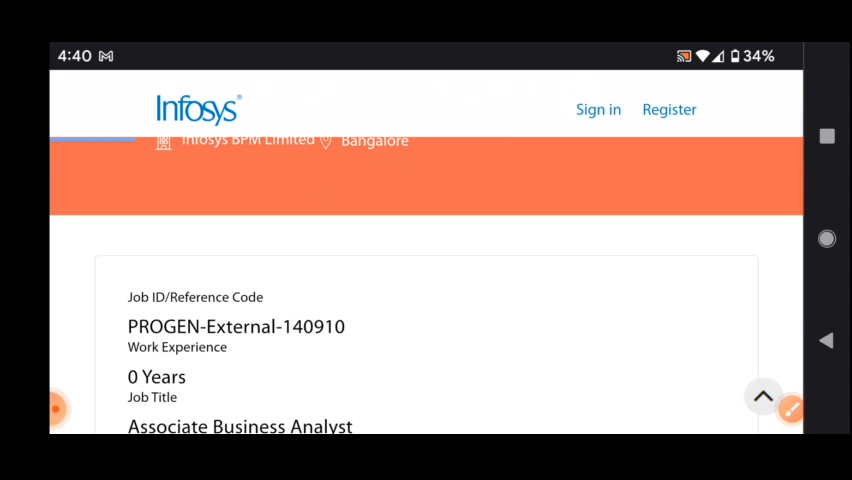 4:40
34%
Infosys®
Sign in Register
Infosys BPM Limited Bangalore
Job ID/Reference Code
PROGEN-External-140910
Work Experience
0 Years
Job Title
Associate Business Analyst